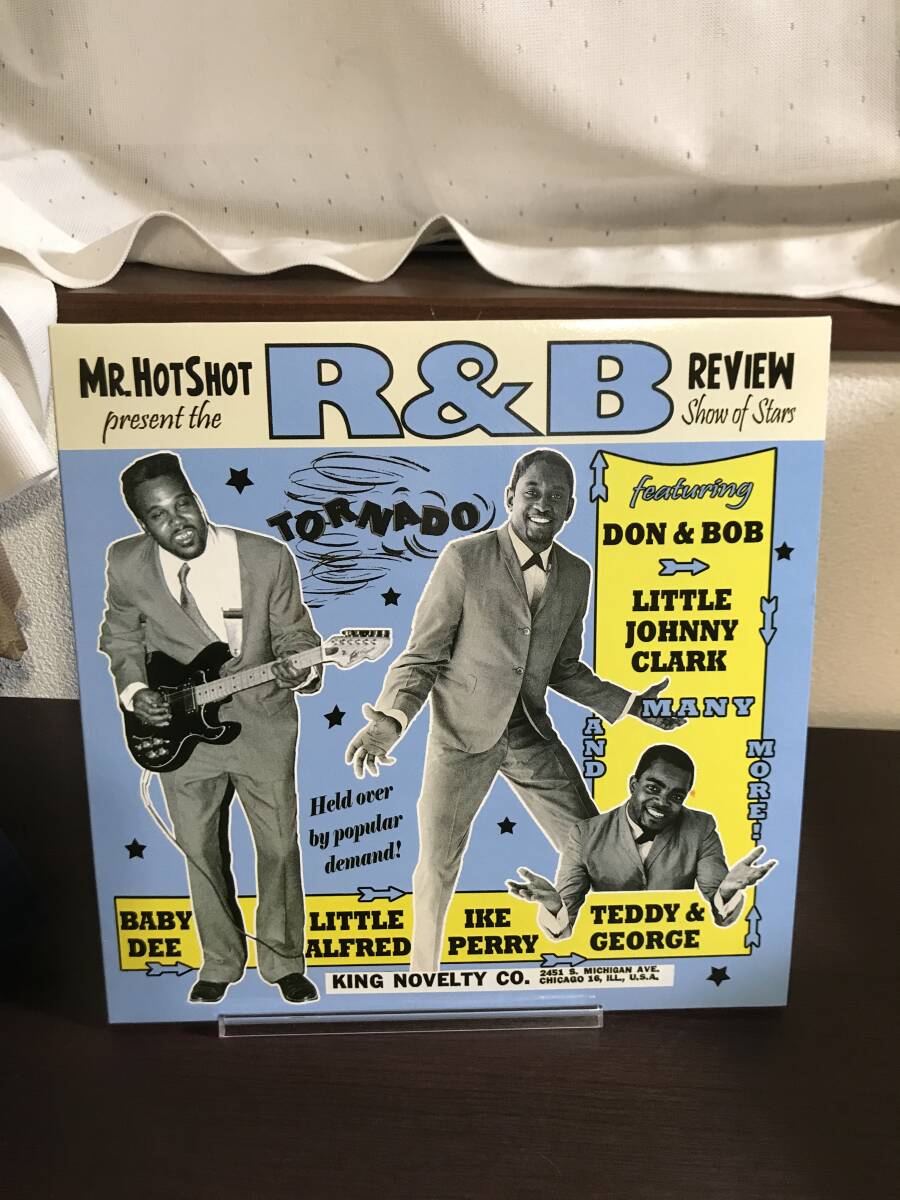 MR. HOTSHOT
present the
R&B
REVIEW
Show of Stars
TORNADO
featuring
DON & BOB
LITTLE
JOHNNY
CLARK
AND
MANY
MORE!
Held over
by popular
demand!
BABY
DEE
LITTLE
ALFRED
IKE
PERRY
TEDDY &
GEORGE
KING NOVELTY CO.
2451 S. MICHIGAN AVE.
CHICAGO 16, ILL., U.S.A.